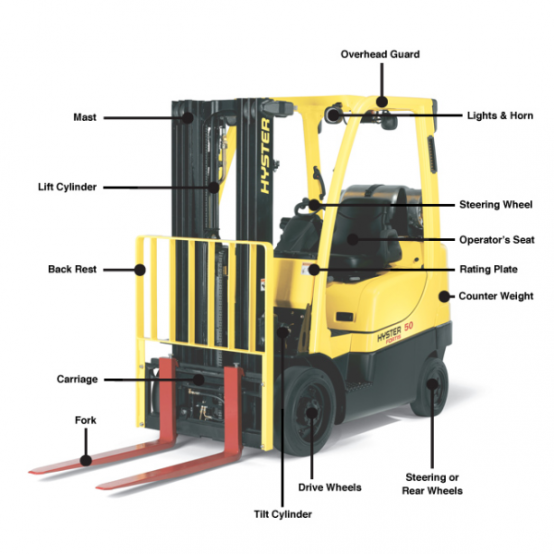 Overhead Guard
Mast
Lights & Horn
HYSTER
Lift Cylinder
Steering Wheel
Operator's Seat
Back Rest
Rating Plate
Counter Weight
HYSTER 50
FORTIS
Carriage
Fork
Steering or
Rear Wheels
Drive Wheels
Tilt Cylinder